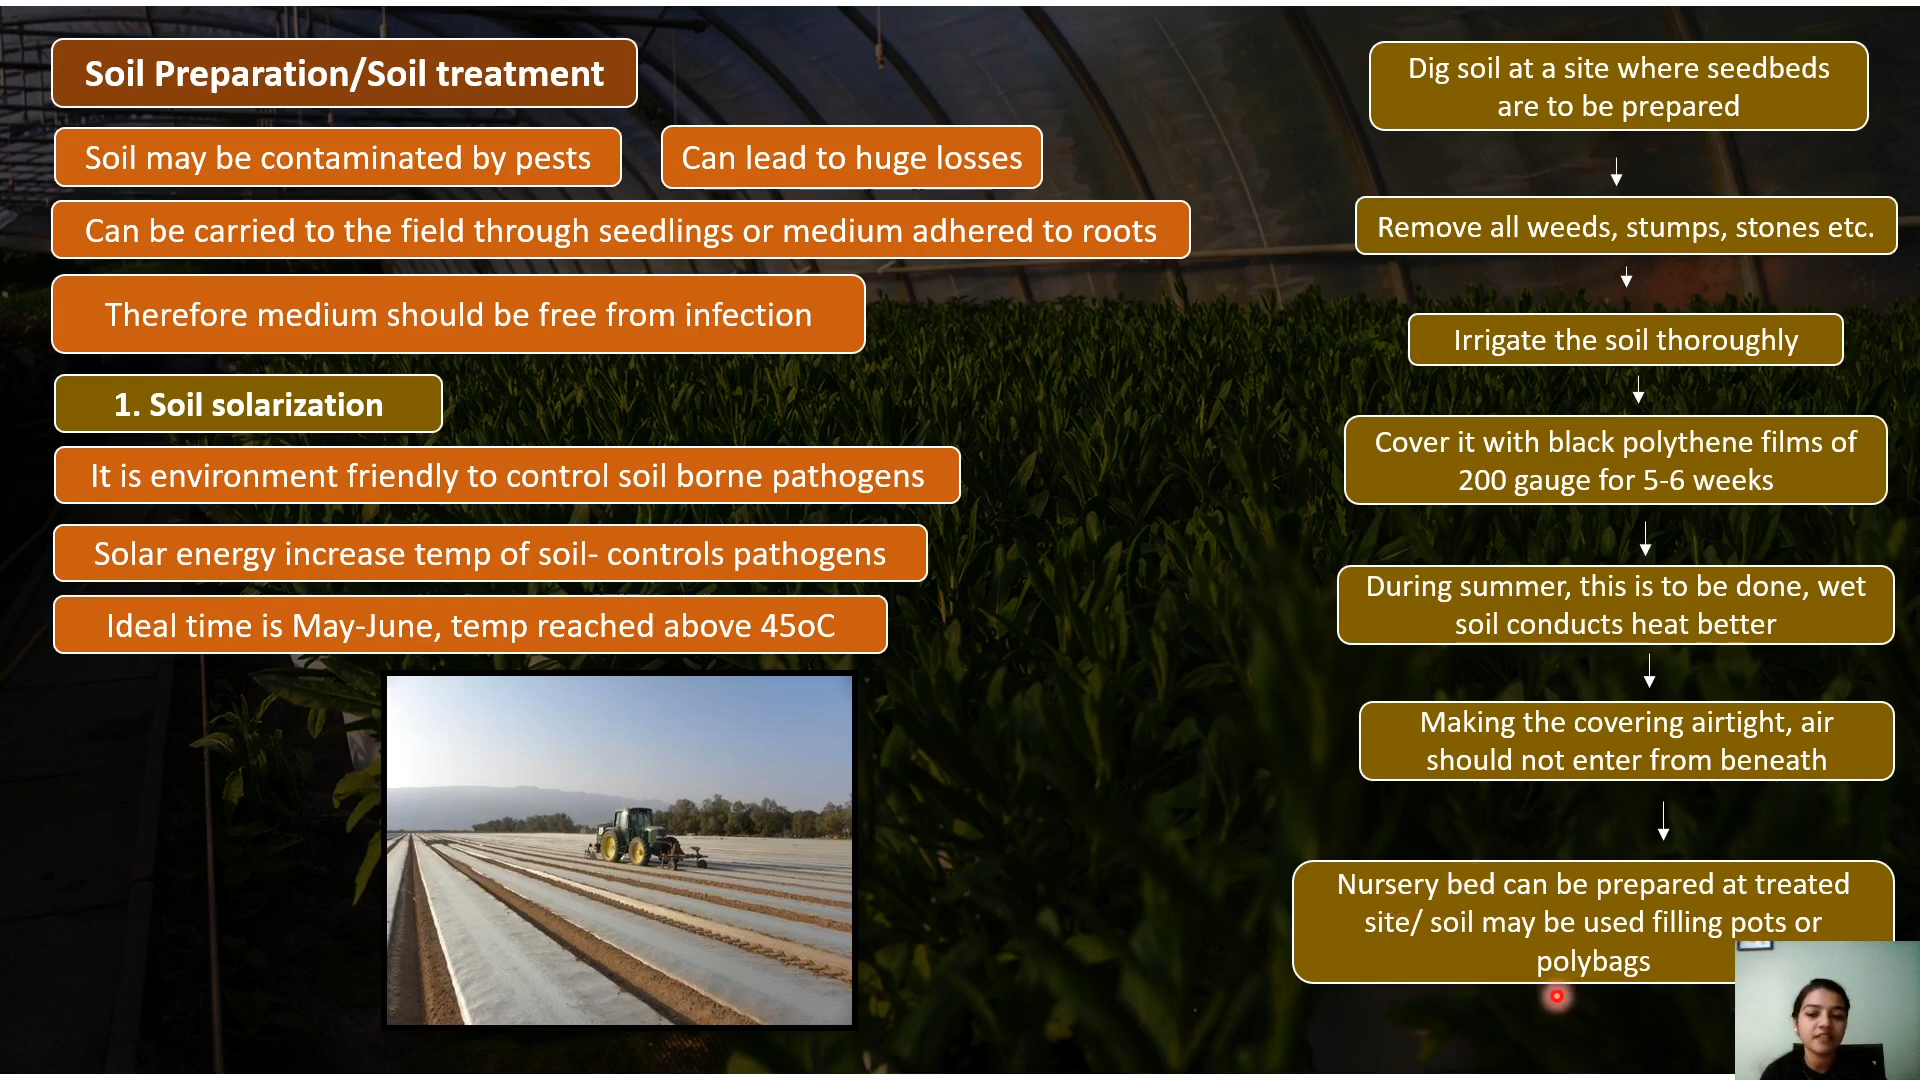 Soil Preparation/Soil treatment
Soil may be contaminated by pests
Can lead to huge losses
Can be carried to the field through seedlings or medium adhered to roots
Therefore medium should be free from infection
1. Soil solarization
It is environment friendly to control soil borne pathogens
Solar energy increase temp of soil- controls pathogens
Ideal time is May-June, temp reached above 45oC
Dig soil at a site where seedbeds
are to be prepared
Remove all weeds, stumps, stones etc.
Irrigate the soil thoroughly
Cover it with black polythene films of
200 gauge for 5-6 weeks
During summer, this is to be done, wet
soil conducts heat better
Making the covering airtight, air
should not enter from beneath
Nursery bed can be prepared at treated
site/ soil may be used filling pots or
polybags